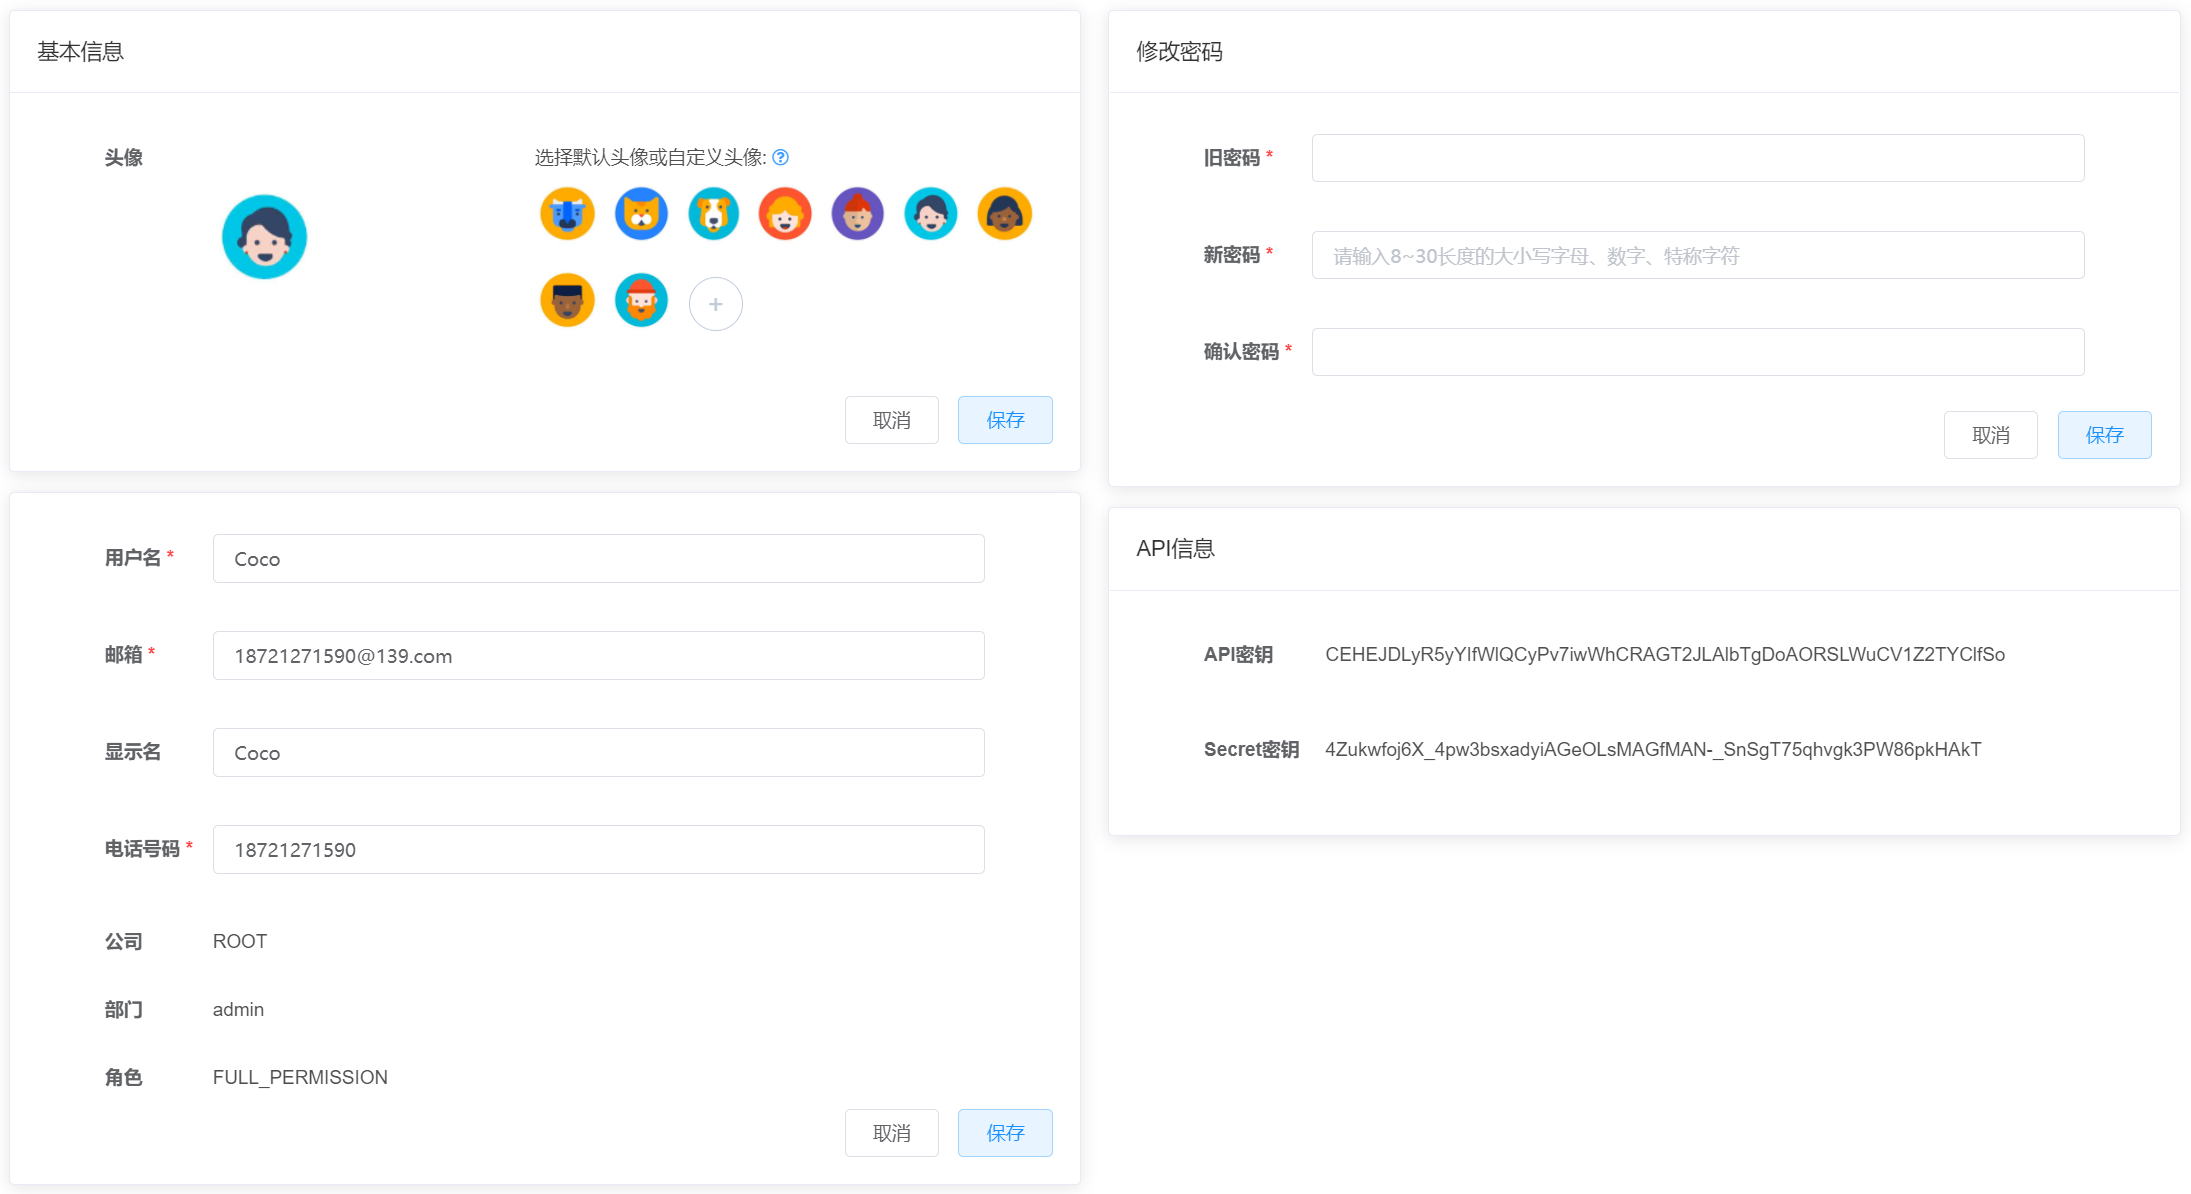 基本信息
头像
选择默认头像或自定义头像:
取消
保存
用户名 *
Coco
邮箱 *
18721271590@139.com
显示名
Coco
电话号码 *
18721271590
公司
ROOT
部门
admin
角色
FULL_PERMISSION
取消
保存
修改密码
旧密码 *
新密码 *
请输入8~30长度的大小写字母、数字、特称字符
确认密码 *
取消
保存
API信息
API密钥
CEHEJDLyR5yYIfWlQCyPv7iwWhCRAGT2JLAlbTgDoAORSLWuCV1Z2TYClfSo
Secret密钥
4Zukwfoj6X_4pw3bsxadyiAGeOLsMAGfMAN-_SnSgT75qhvgk3PW86pkHAkT